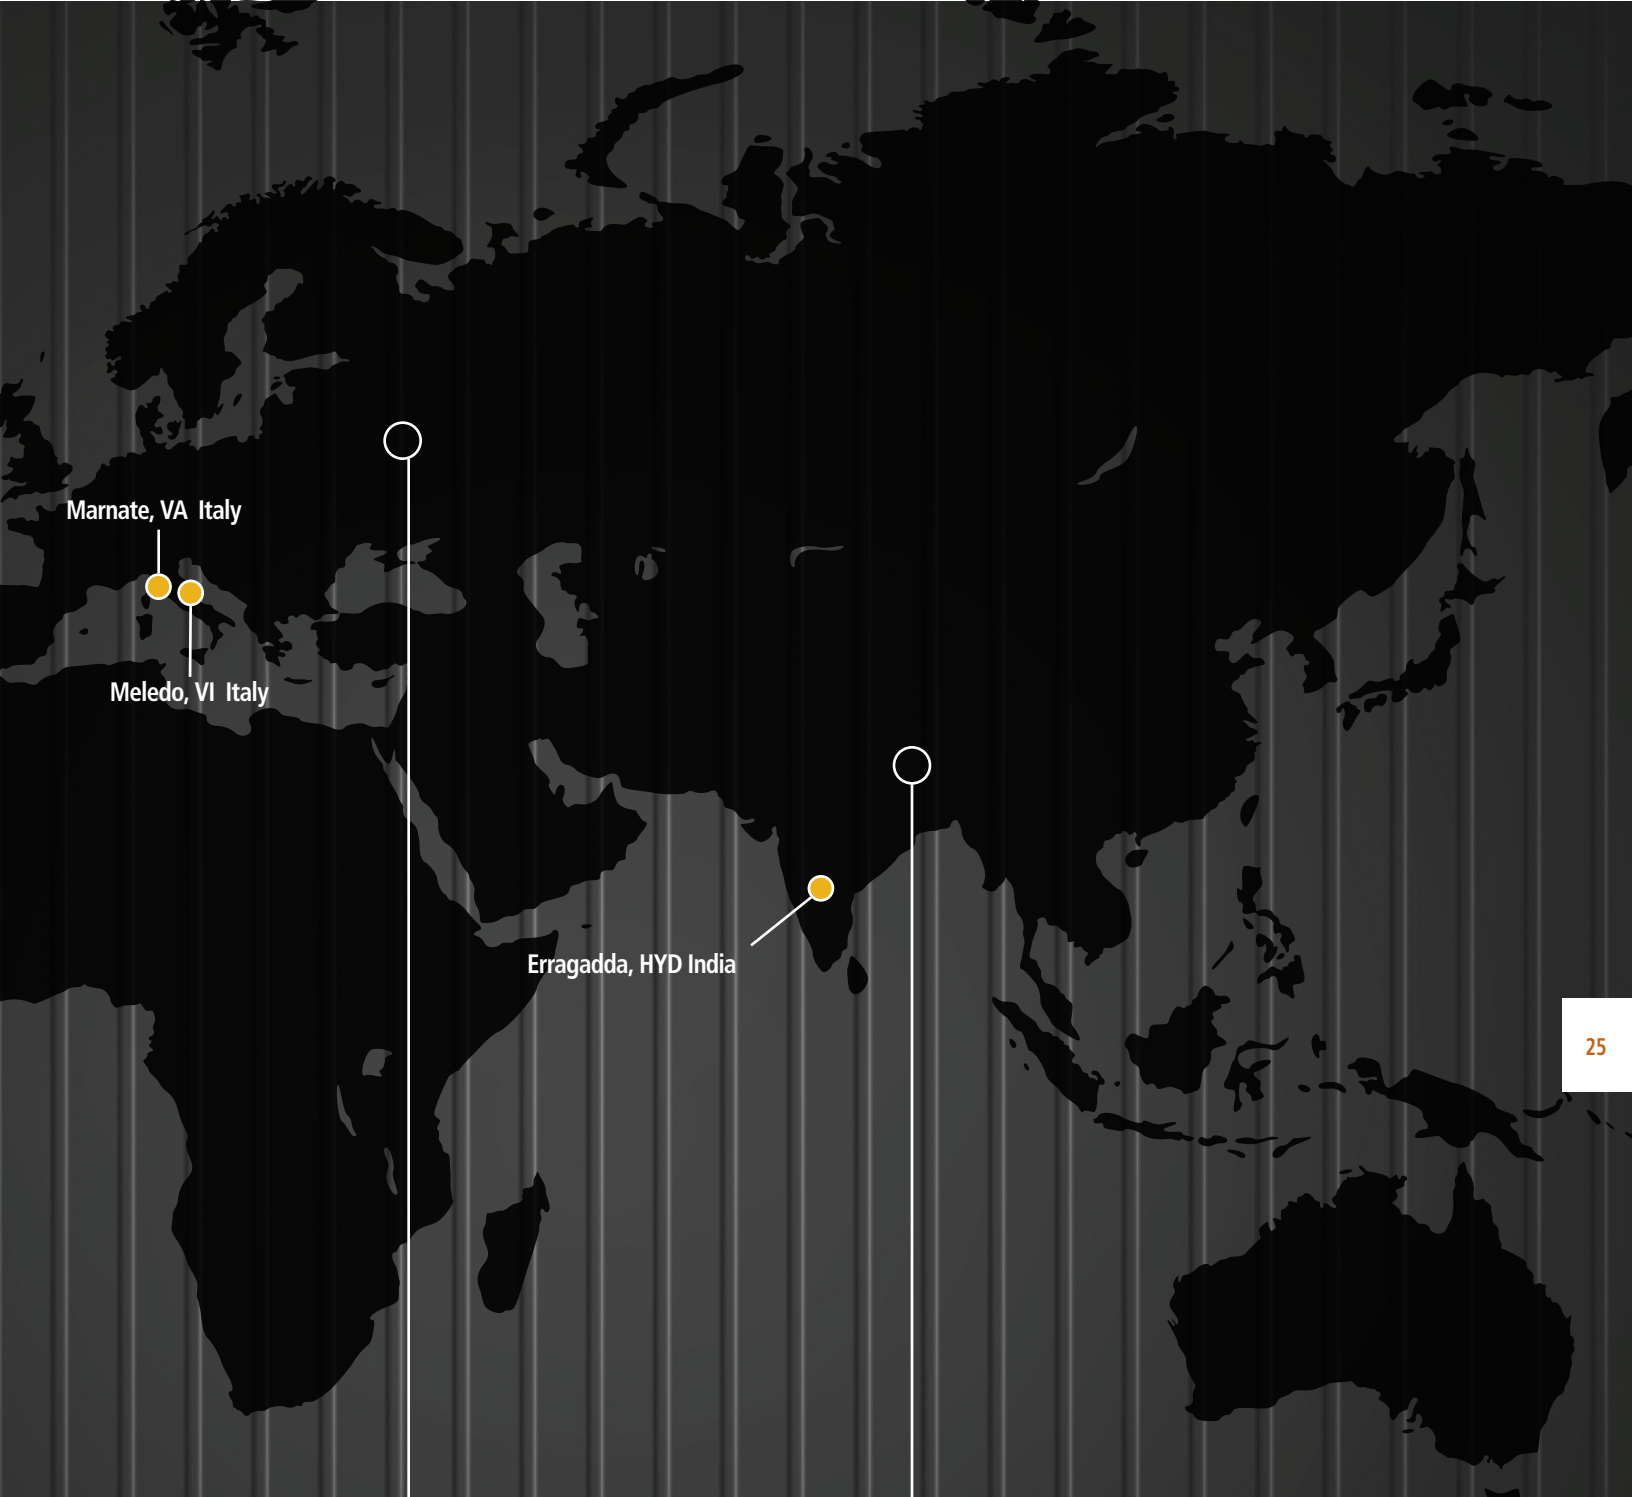 Marnate, VA Italy
Meledo, VI Italy
Erragadda, HYD India
25